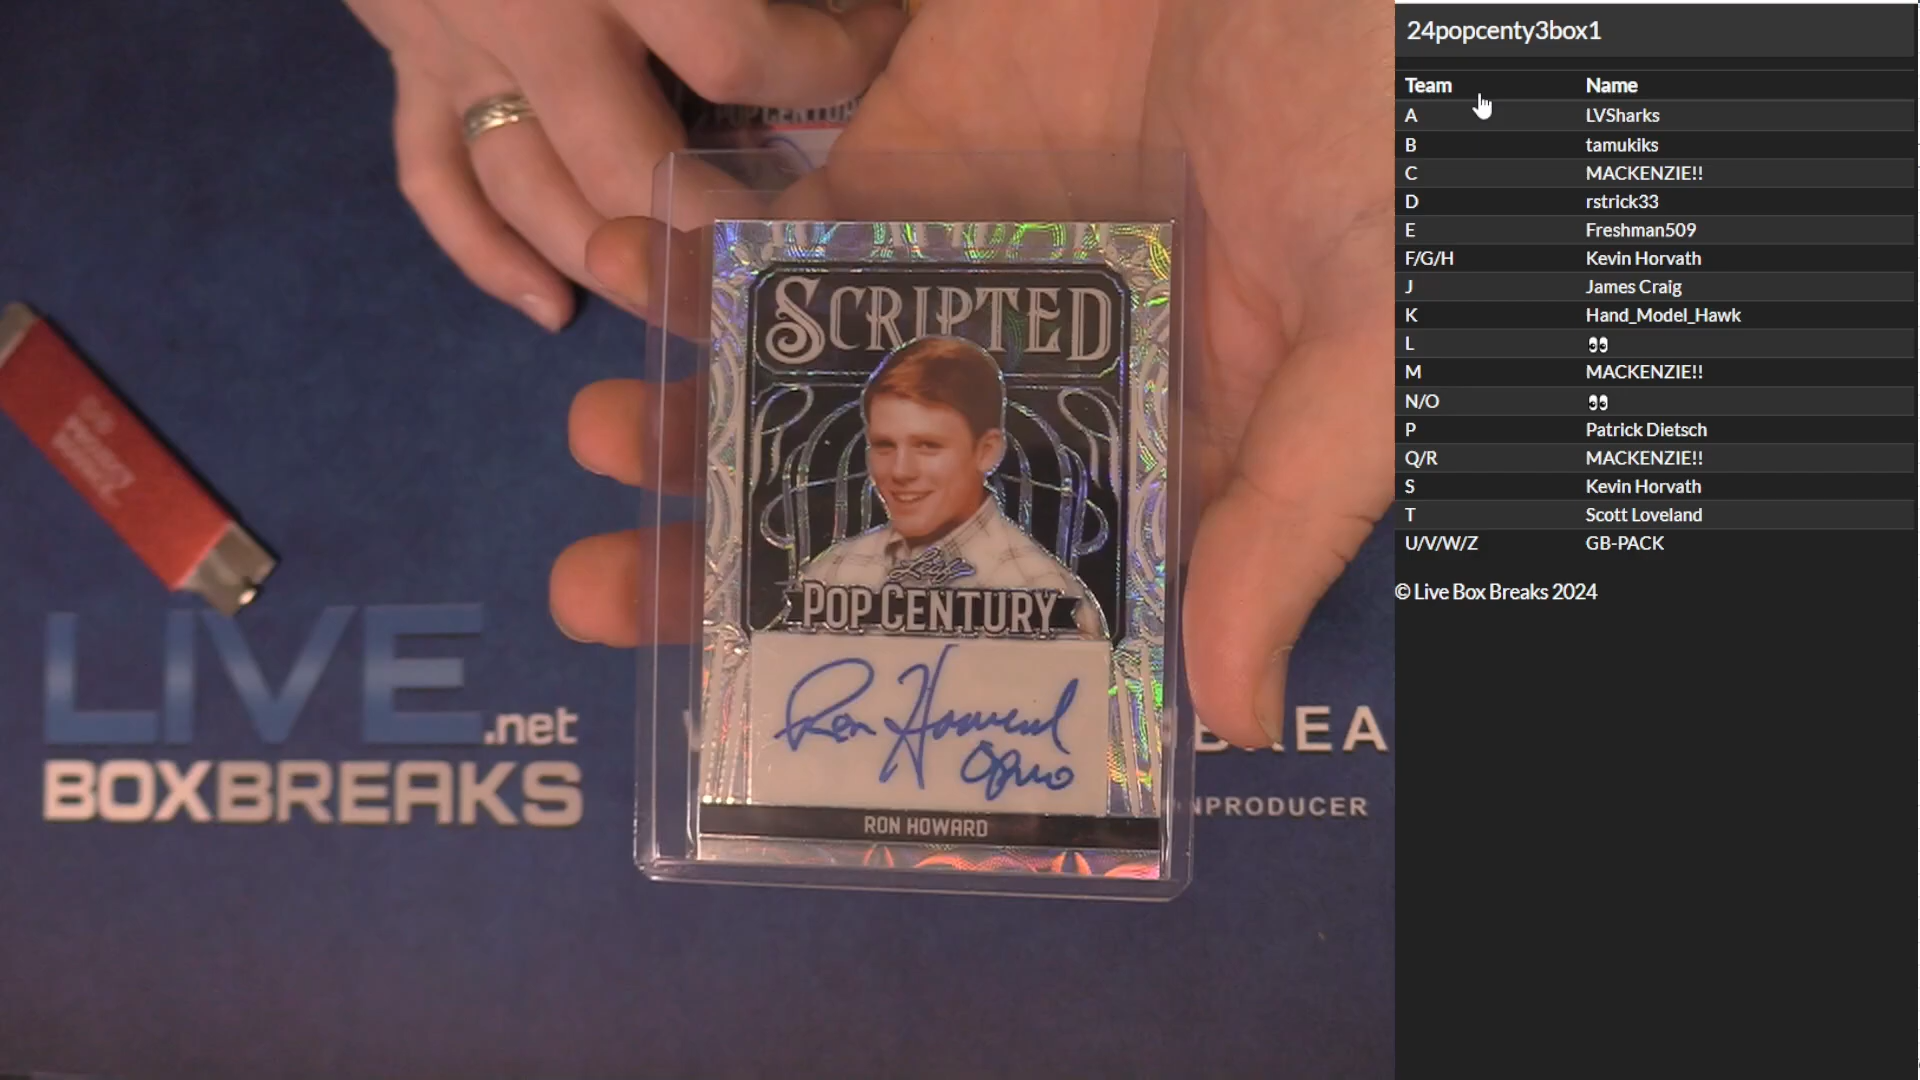 POP CENTURY
SCRIPTED
Leaf
POP CENTURY
Ron Howard
Opie
RON HOWARD
LIVE.net
BOXBREAKS
24popcenty3box1
Team Name
A LVSharks
B tamukiks
C MACKENZIE!!
D rstrick33
E Freshman509
F/G/H Kevin Horvath
J James Craig
K Hand_Model_Hawk
L 👀
M MACKENZIE!!
N/O 👀
P Patrick Dietsch
Q/R MACKENZIE!!
S Kevin Horvath
T Scott Loveland
U/V/W/Z GB-PACK
© Live Box Breaks 2024